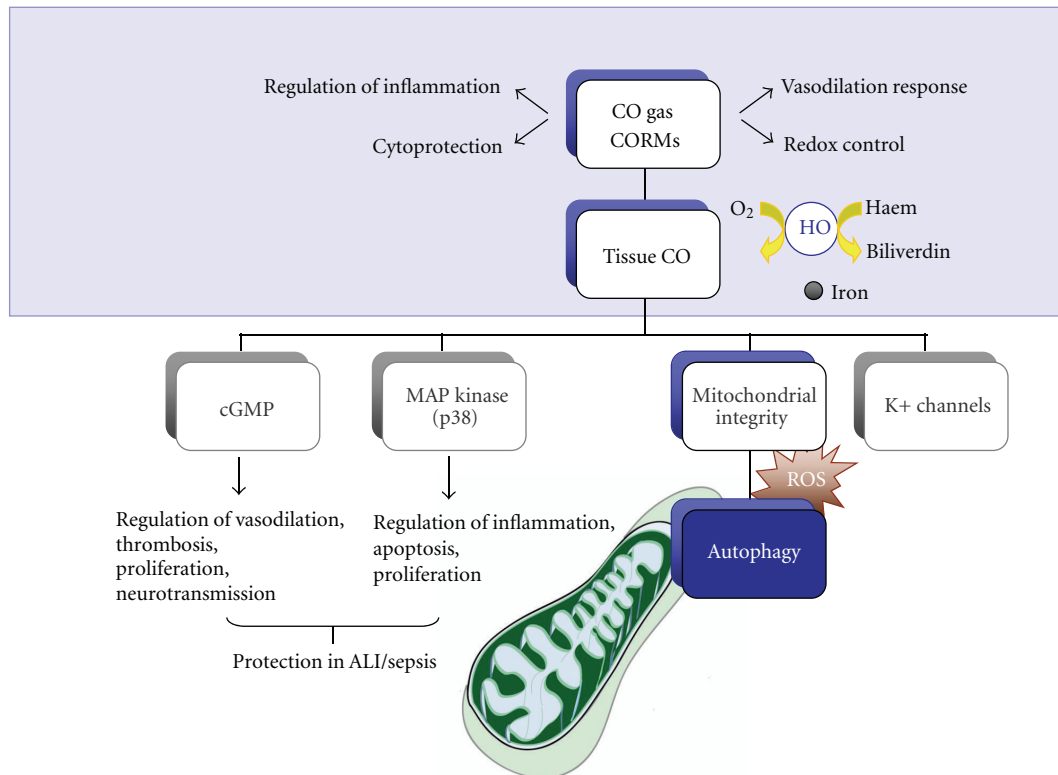 Regulation of inflammation
Cytoprotection
CO gas
CORMs
Vasodilation response
Redox control
Tissue CO
O₂
HO
Haem
Biliverdin
Iron
cGMP
MAP kinase
(p38)
Mitochondrial
integrity
K+ channels
ROS
Regulation of vasodilation,
thrombosis,
proliferation,
neurotransmission
Regulation of inflammation,
apoptosis,
proliferation
Autophagy
Protection in ALI/sepsis